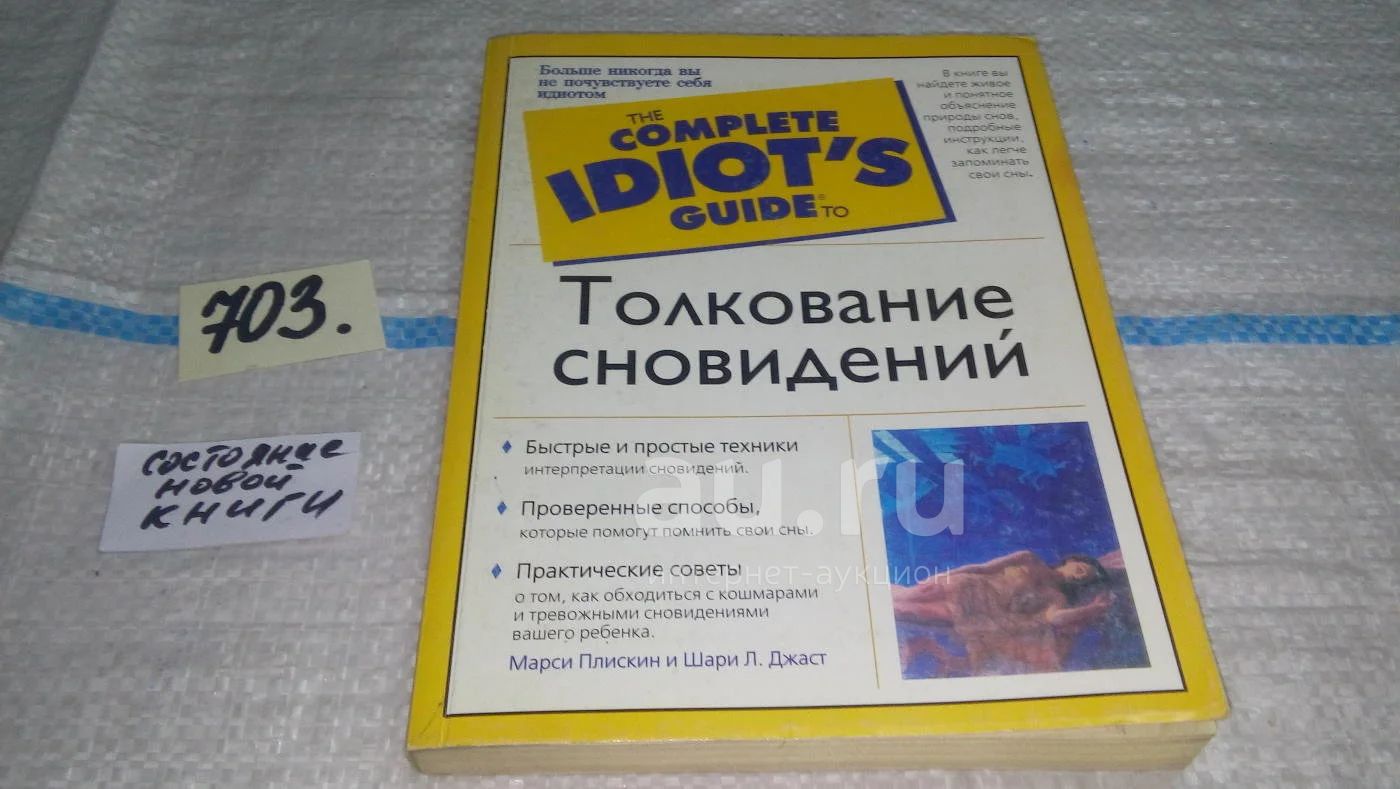 Больше никогда вы
не почувствуете себя
идиотом
THE
COMPLETE
IDIOT'S
GUIDE® TO
В книге вы
найдете живое
и понятное
объяснение
природы снов,
подробные
инструкции,
как легче
запоминать
свои сны.
Толкование
сновидений
Быстрые и простые техники
интерпретации сновидений.
Проверенные способы,
которые помогут помнить свои сны.
Практические советы
о том, как обходиться с кошмарами
и тревожными сновидениями
вашего ребенка.
Марси Плискин и Шари Л. Джаст
703.
состояние
новой
книги
au.ru
интернет-аукцион